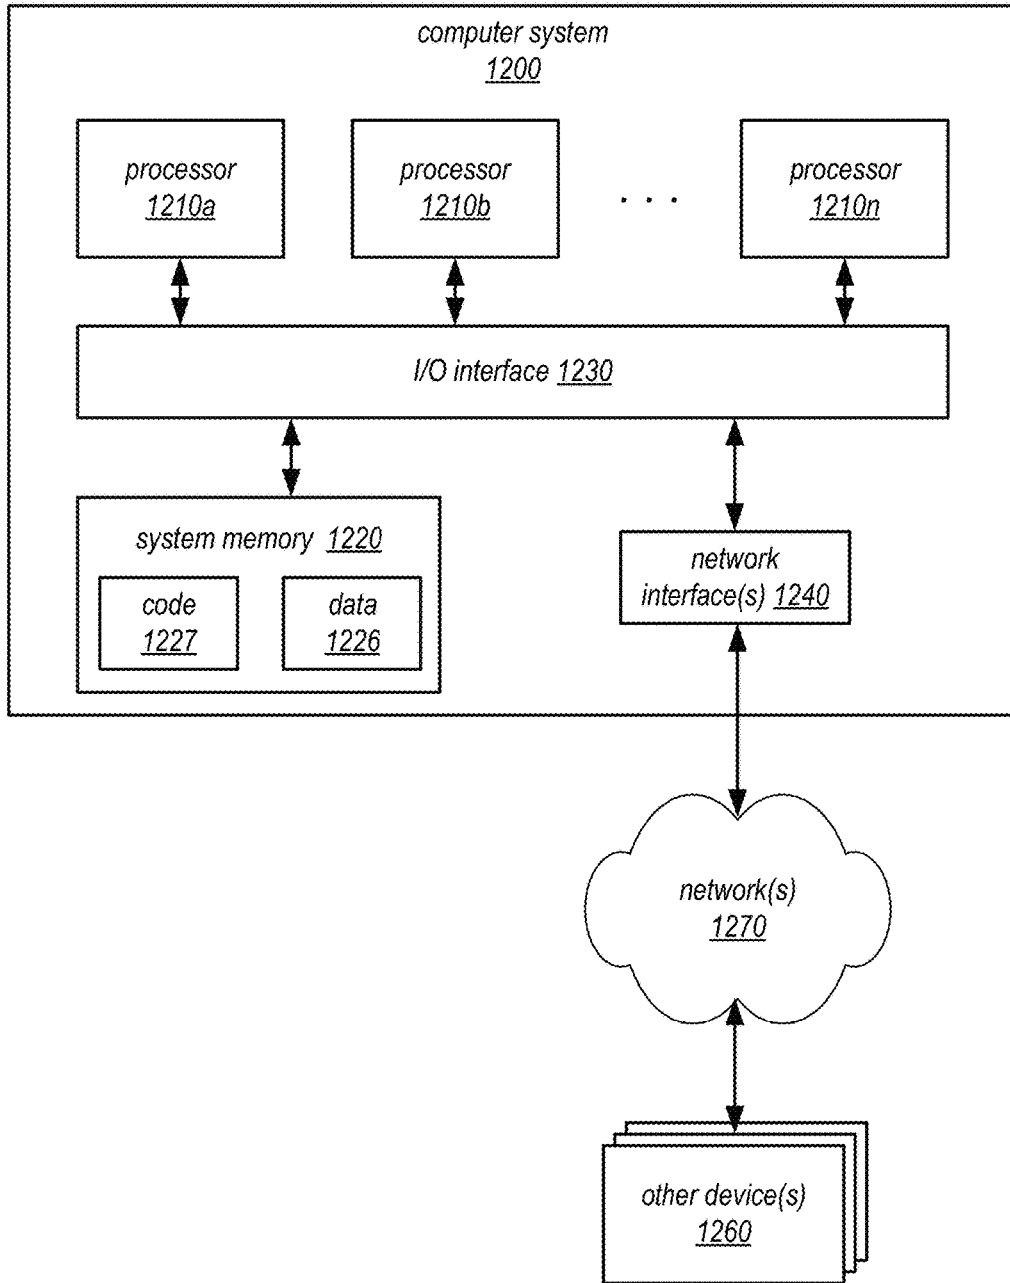 computer system
1200
processor
1210a
processor
1210b
. . .
processor
1210n
I/O interface 1230
system memory 1220
code
1227
data
1226
network
interface(s) 1240
network(s)
1270
other device(s)
1260